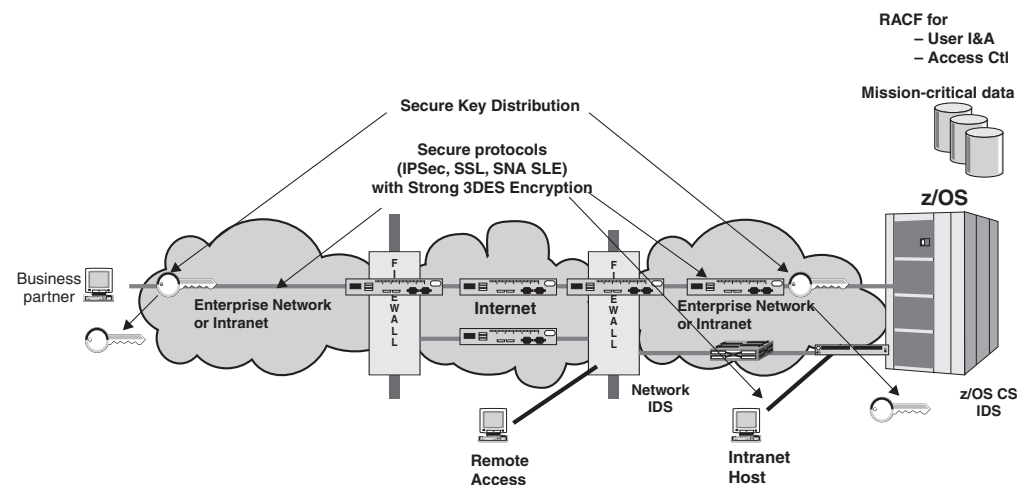 RACF for
– User I&A
– Access Ctl
Mission-critical data
Secure Key Distribution
Secure protocols
(IPSec, SSL, SNA SLE)
with Strong 3DES Encryption
z/OS
Business
partner
Enterprise Network
or Intranet
F
I
E
W
A
L
L
Internet
F
I
E
W
A
L
L
Enterprise Network
or Intranet
Network
IDS
z/OS CS
IDS
Remote
Access
Intranet
Host